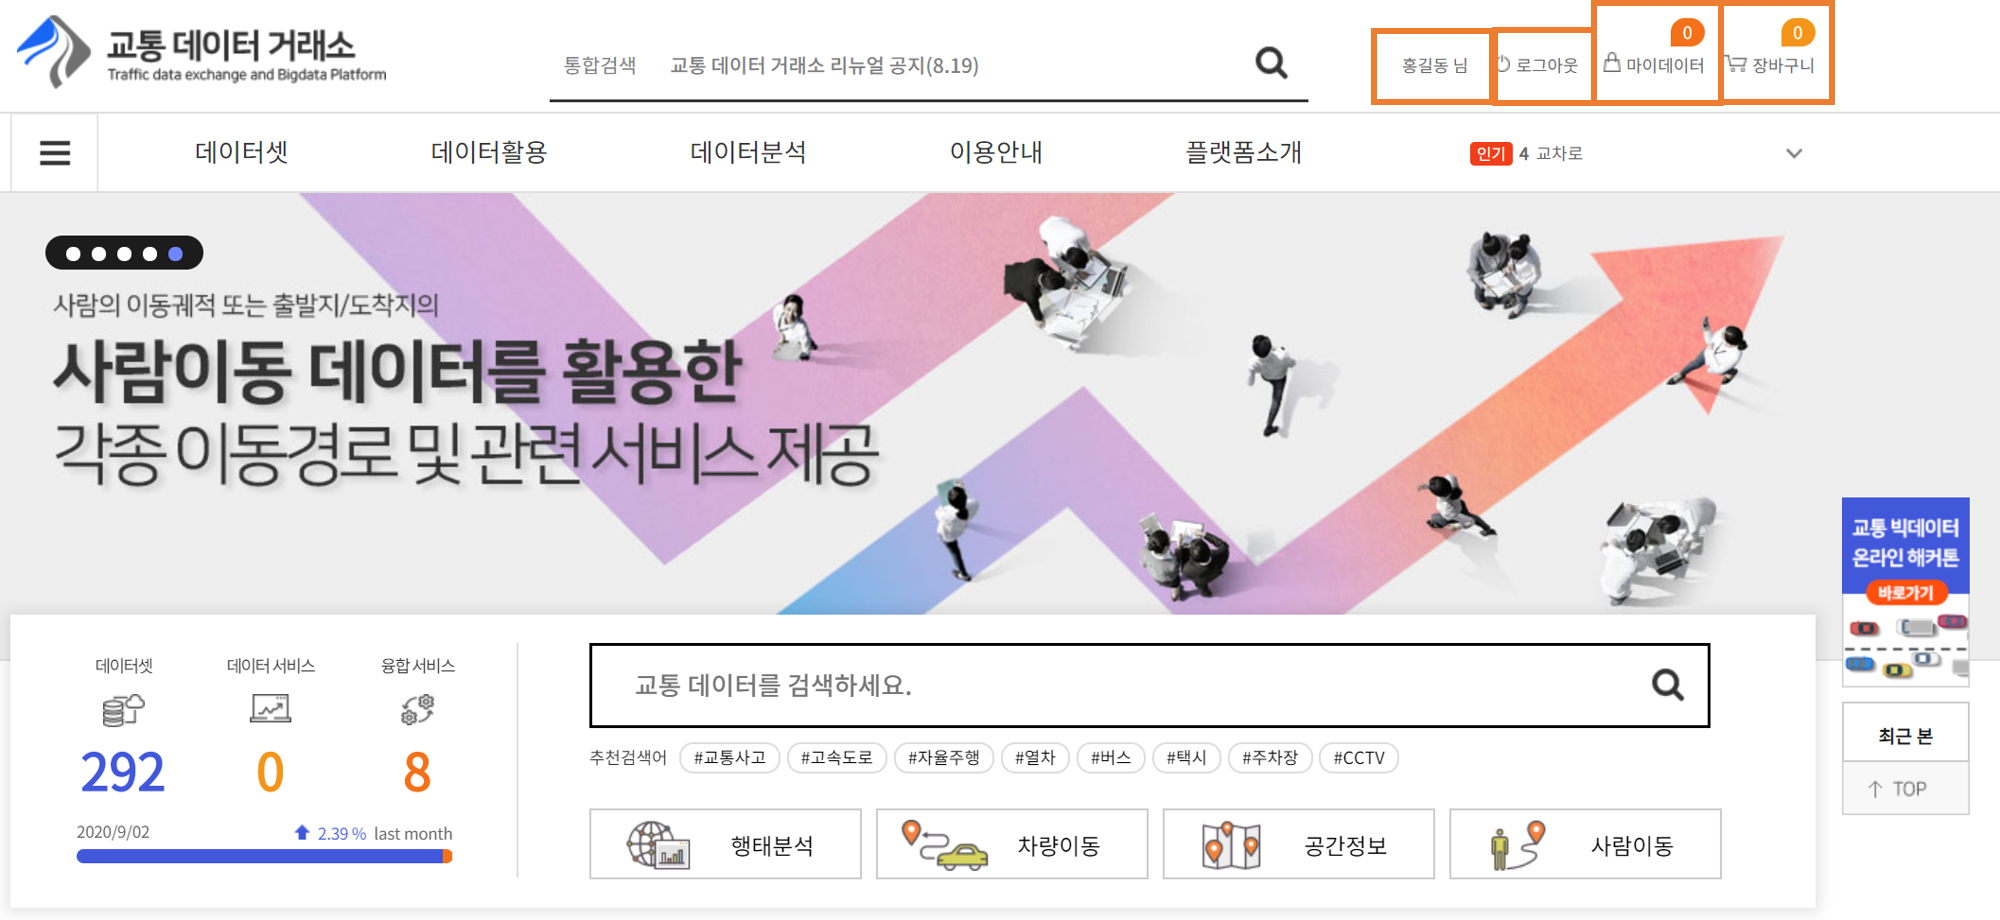 교통 데이터 거래소
Traffic data exchange and Bigdata Platform
통합검색 교통 데이터 거래소 리뉴얼 공지(8.19)
홍길동 님
로그아웃
0
마이데이터
0
장바구니
데이터셋 데이터활용 데이터분석 이용안내 플랫폼소개
인기 4 교차로
사람의 이동궤적 또는 출발지/도착지의
사람이동 데이터를 활용한
각종 이동경로 및 관련 서비스 제공
교통 빅데이터
온라인 해커톤
바로가기
최근 본
TOP
데이터셋 데이터 서비스 융합 서비스
292 0 8
2020/9/02 2.39 % last month
교통 데이터를 검색하세요.
추천검색어 #교통사고 #고속도로 #자율주행 #열차 #버스 #택시 #주차장 #CCTV
행태분석 차량이동 공간정보 사람이동